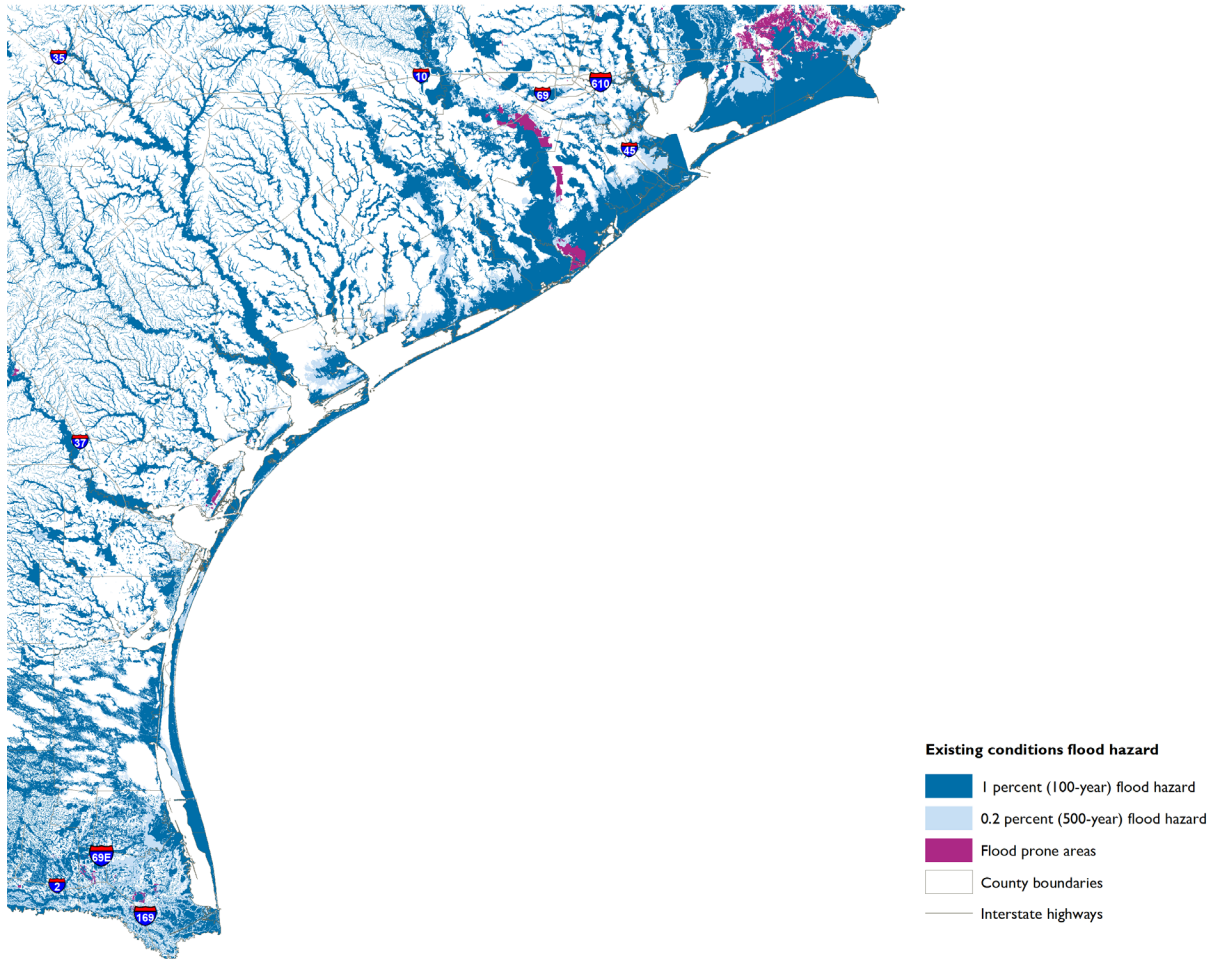 35
10
69
610
45
37
69E
2
169
Existing conditions flood hazard
1 percent (100-year) flood hazard
0.2 percent (500-year) flood hazard
Flood prone areas
County boundaries
Interstate highways